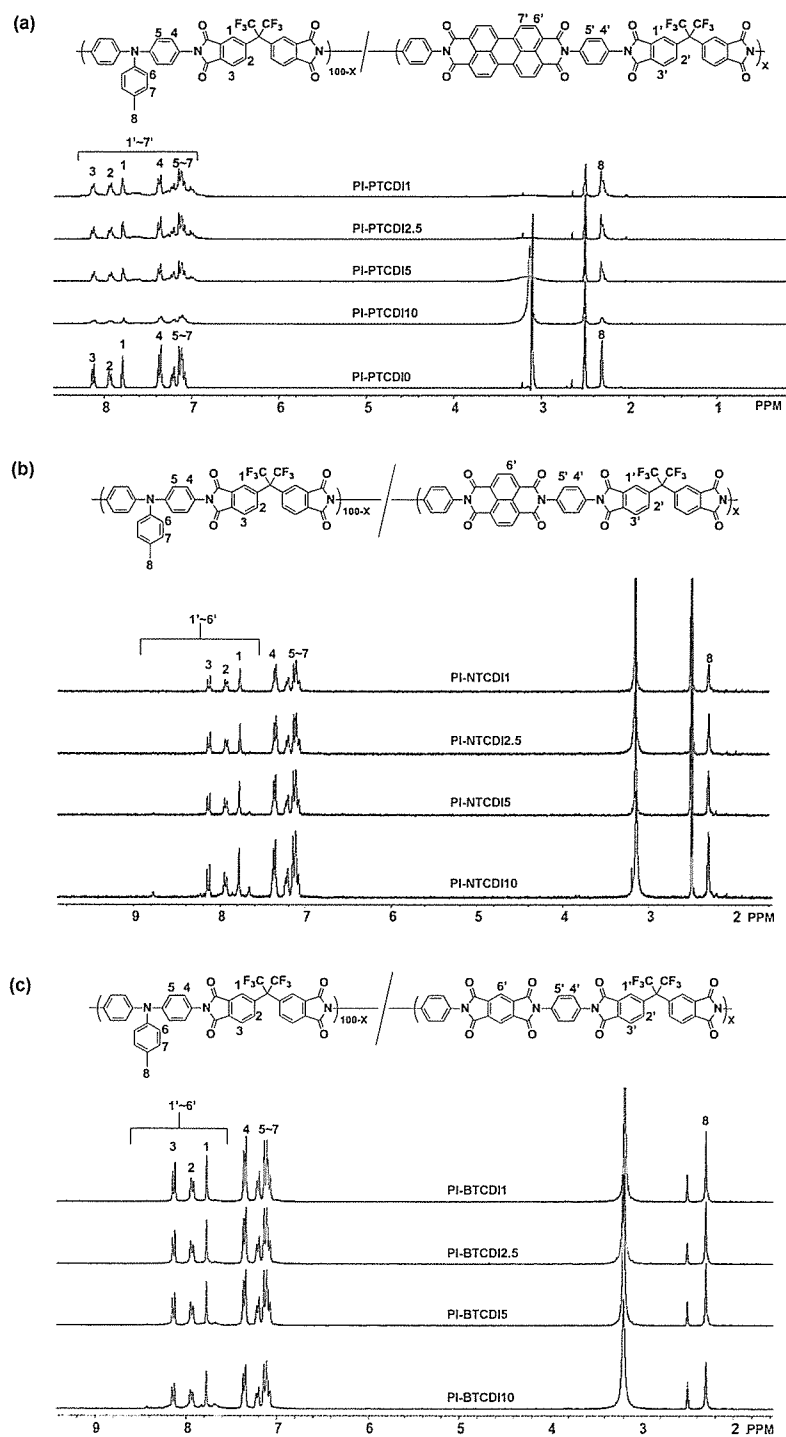 (a)
5 4 1 F₃C CF₃ 7' 6' 5' 4' 1' F₃C CF₃
N N O O O O N 100-X N O O O O N N O O O O N X
3 2 6 7 8 3' 2'
1'~7'
3 2 1 4 5~7 8
PI-PTCDI1
PI-PTCDI2.5
PI-PTCDI5
PI-PTCDI10
3 2 1 4 5~7 8
PI-PTCDI0
8 7 6 5 4 3 2 1 PPM
(b)
5 4 1 F₃C CF₃ 6' 5' 4' 1' F₃C CF₃
N N O O O O N 100-X N O O O O N N O O O O N X
3 2 6 7 8 3' 2'
1'~6'
3 2 1 4 5~7 8
PI-NTCDI1
PI-NTCDI2.5
PI-NTCDI5
PI-NTCDI10
9 8 7 6 5 4 3 2 PPM
(c)
5 4 1 F₃C CF₃ 6' 5' 4' 1' F₃C CF₃
N N O O O O N 100-X N O O O O N N O O O O N X
3 2 6 7 8 3' 2'
1'~6'
3 2 1 4 5~7 8
PI-BTCDI1
PI-BTCDI2.5
PI-BTCDI5
PI-BTCDI10
9 8 7 6 5 4 3 2 PPM